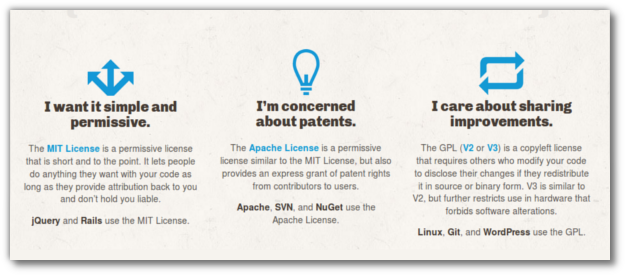 I want it simple and
permissive.
The MIT License is a permissive license
that is short and to the point. It lets people
do anything they want with your code as
long as they provide attribution back to you
and don't hold you liable.
jQuery and Rails use the MIT License.
I'm concerned
about patents.
The Apache License is a permissive
license similar to the MIT License, but also
provides an express grant of patent rights
from contributors to users.
Apache, SVN, and NuGet use the
Apache License.
I care about sharing
improvements.
The GPL (V2 or V3) is a copyleft license
that requires others who modify your code
to disclose their changes if they redistribute
it in source or binary form. V3 is similar to
V2, but further restricts use in hardware that
forbids software alterations.
Linux, Git, and WordPress use the GPL.